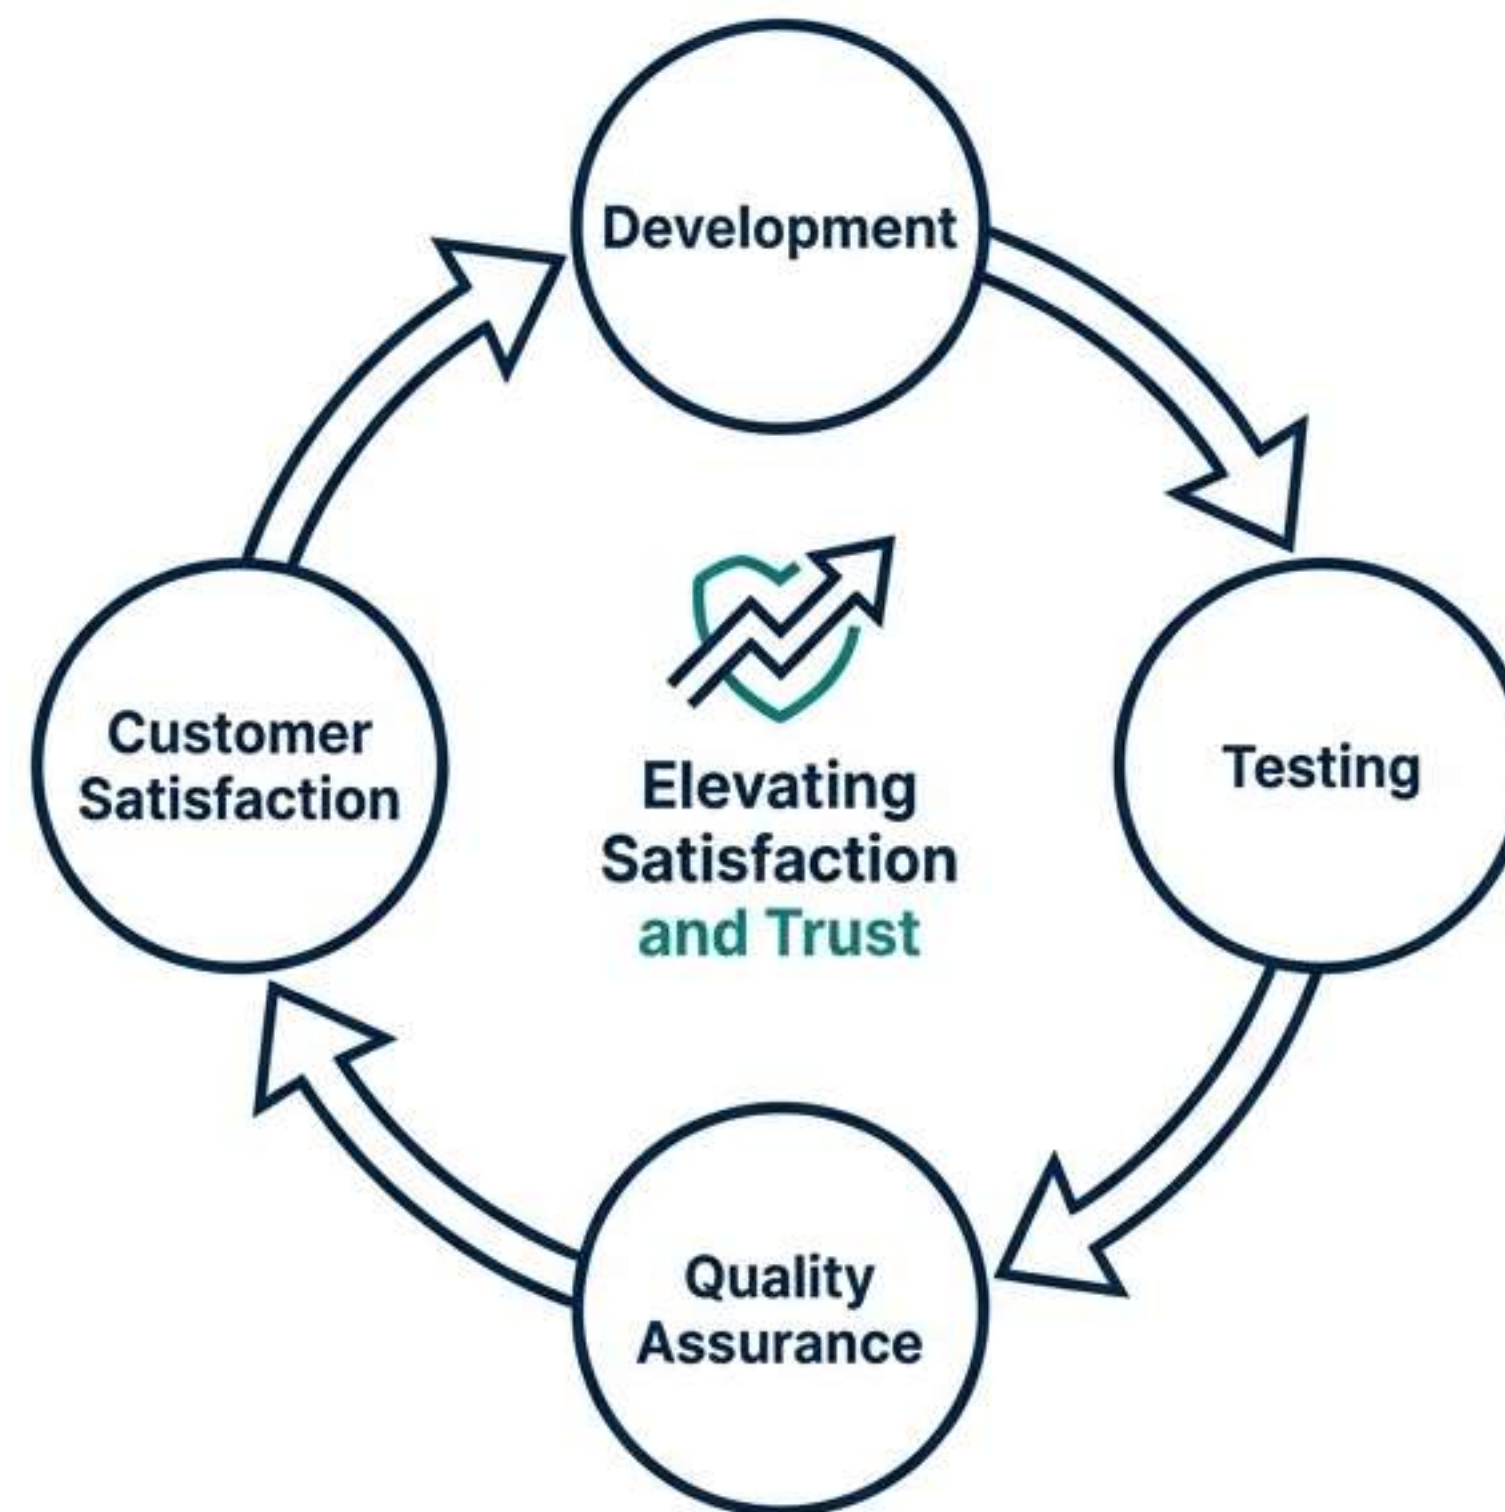 Development
Testing
Quality
Assurance
Customer
Satisfaction
Elevating
Satisfaction
and Trust